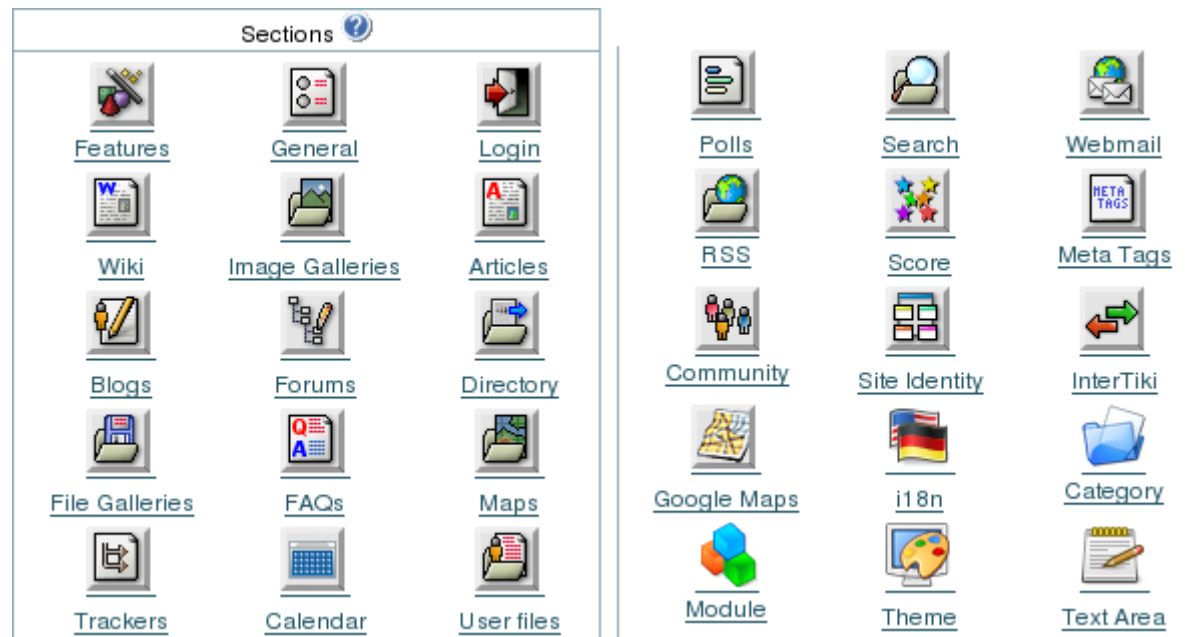 Sections ?
Features General Login
Wiki Image Galleries Articles
Blogs Forums Directory
File Galleries FAQs Maps
Trackers Calendar User files
Polls Search Webmail
META
TAGS
RSS Score Meta Tags
Community Site Identity InterTiki
Google Maps i18n Category
Module Theme Text Area
W
A
Q
A